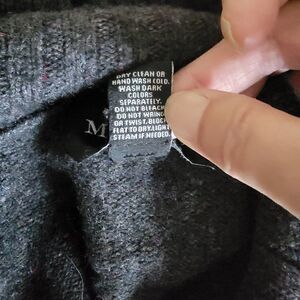 DRY CLEAN OR
HAND WASH COLD.
WASH DARK
COLORS
SEPARATELY.
DO NOT BLEACH
DO NOT WRING
OR TWIST. BLOCK
FLAT TO DRY. LIGHT
STEAM IF NEEDED.
M